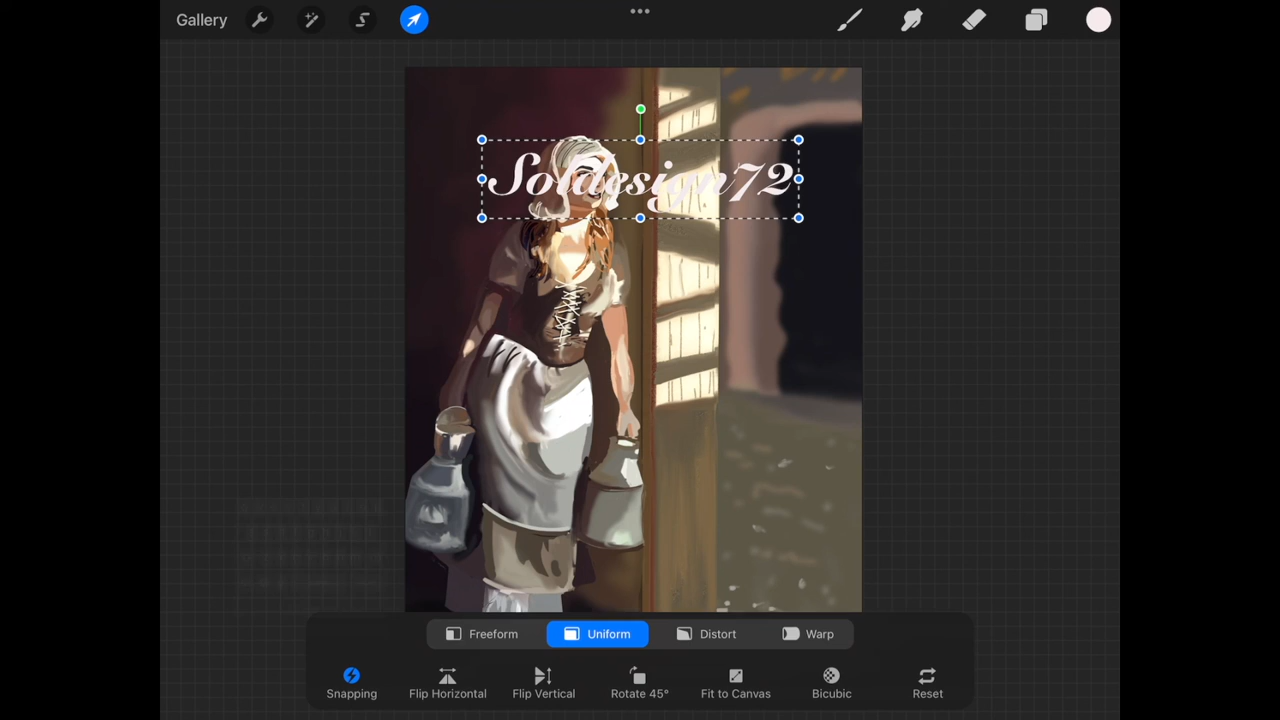 Gallery
Soldesign72
Freeform Uniform Distort Warp
Snapping Flip Horizontal Flip Vertical Rotate 45° Fit to Canvas Bicubic Reset